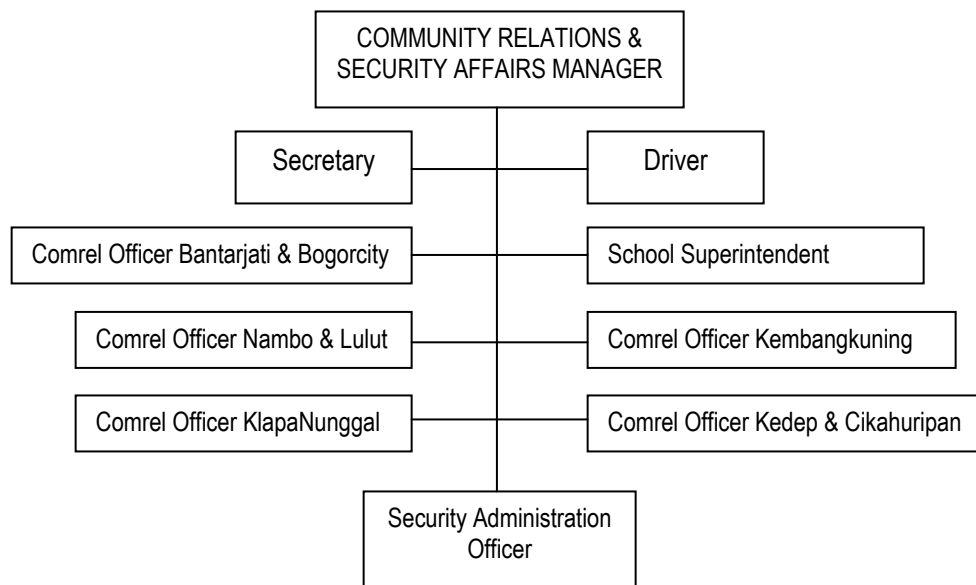 COMMUNITY RELATIONS &
SECURITY AFFAIRS MANAGER
Secretary
Driver
Comrel Officer Bantarjati & Bogorcity
School Superintendent
Comrel Officer Nambo & Lulut
Comrel Officer Kembangkuning
Comrel Officer KlapaNunggal
Comrel Officer Kedep & Cikahuripan
Security Administration
Officer